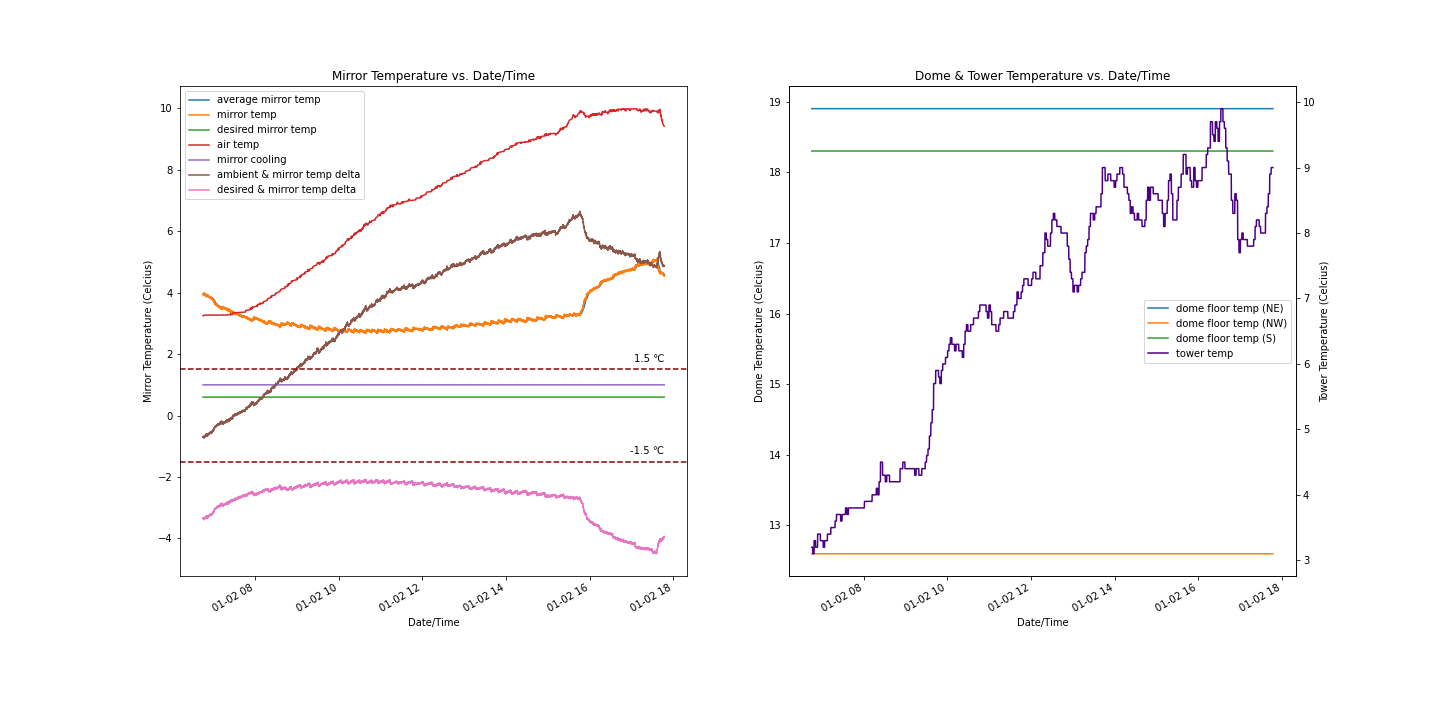 Mirror Temperature vs. Date/Time
Mirror Temperature (Celcius)
10
8
6
4
2
0
−2
−4
average mirror temp
mirror temp
desired mirror temp
air temp
mirror cooling
ambient & mirror temp delta
desired & mirror temp delta
1.5 °C
-1.5 °C
01-02 08
01-02 10
01-02 12
01-02 14
01-02 16
01-02 18
Date/Time
Dome & Tower Temperature vs. Date/Time
Dome Temperature (Celcius)
19
18
17
16
15
14
13
dome floor temp (NE)
dome floor temp (NW)
dome floor temp (S)
tower temp
10
9
8
7
6
5
4
3
Tower Temperature (Celcius)
01-02 08
01-02 10
01-02 12
01-02 14
01-02 16
01-02 18
Date/Time